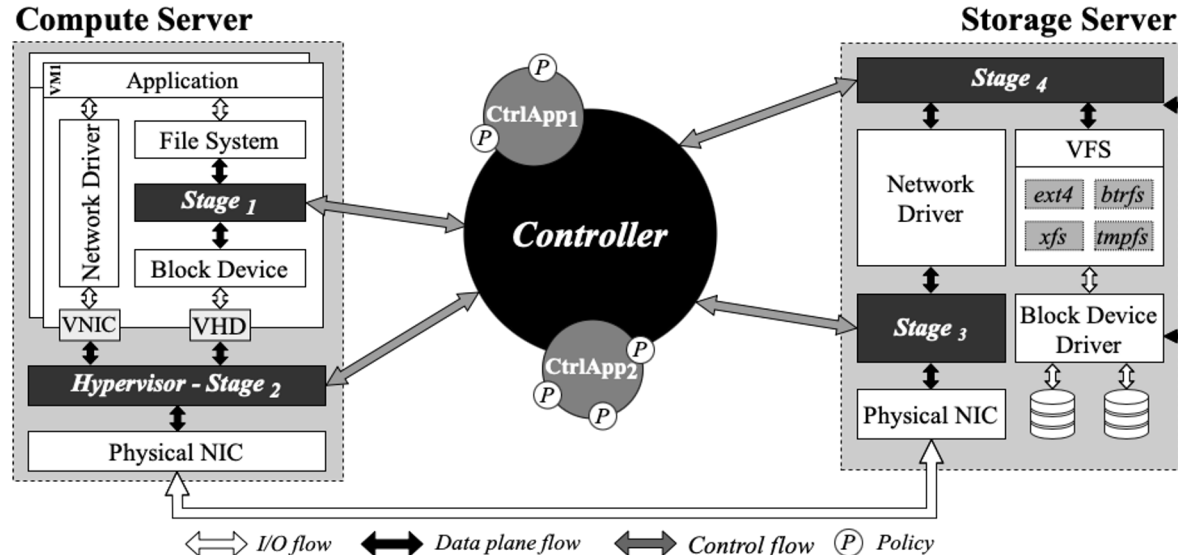 Compute Server
Storage Server
VM1
Application
Network Driver
File System
Stage 1
Block Device
VNIC
VHD
Hypervisor - Stage 2
Physical NIC
P
CtrlApp1
P
Controller
CtrlApp2
P
P
P
Stage 4
Network
Driver
VFS
ext4
btrfs
xfs
tmpfs
Stage 3
Block Device
Driver
Physical NIC
I/O flow
Data plane flow
Control flow
P Policy